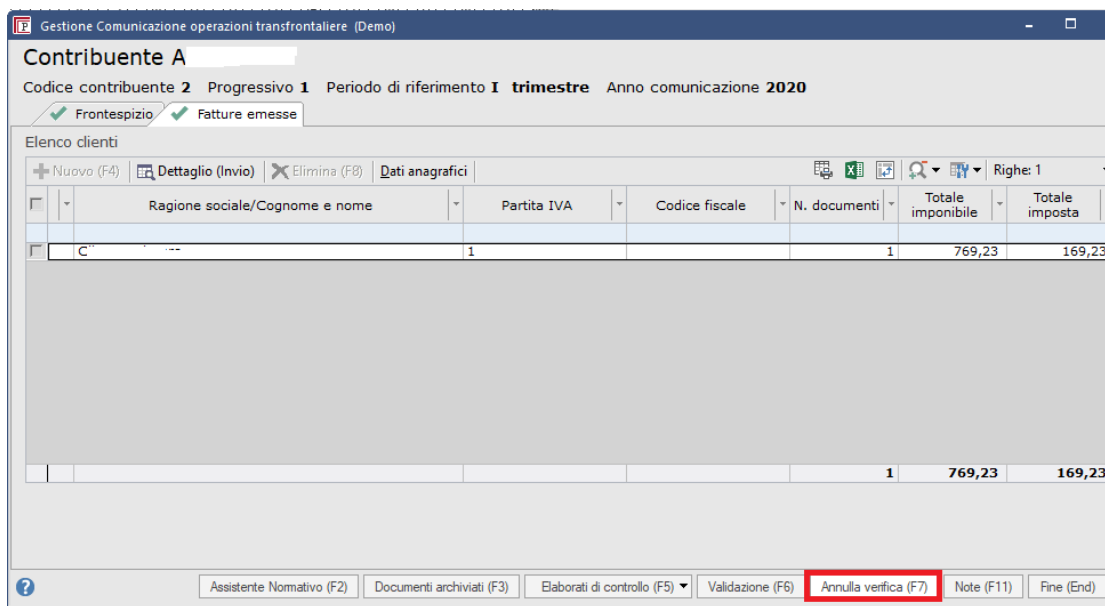 Gestione Comunicazione operazioni transfrontaliere (Demo)
Contribuente A
Codice contribuente 2 Progressivo 1 Periodo di riferimento I trimestre Anno comunicazione 2020
Frontespizio Fatture emesse
Elenco clienti
Nuovo (F4) Dettaglio (Invio) Elimina (F8) Dati anagrafici Righe: 1
Ragione sociale/Cognome e nome Partita IVA Codice fiscale N. documenti Totale imponibile Totale imposta
1 1 769,23 169,23
1 769,23 169,23
Assistente Normativo (F2) Documenti archiviati (F3) Elaborati di controllo (F5) Validazione (F6) Annulla verifica (F7) Note (F11) Fine (End)